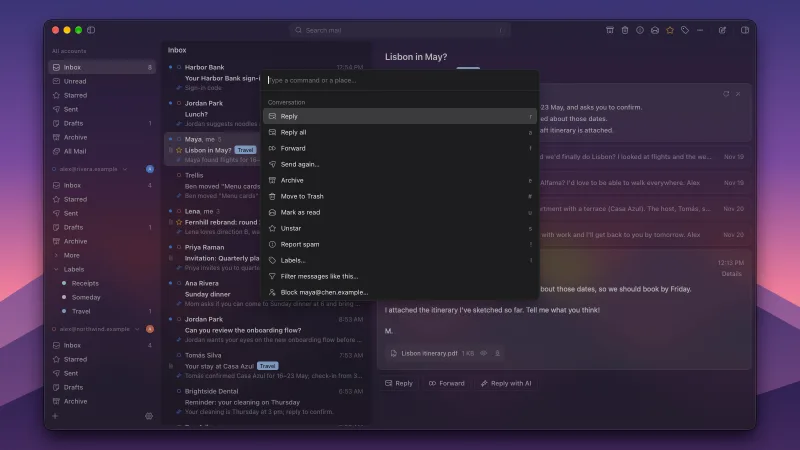 Search mail
All accounts
Inbox 8
Unread
Starred
Sent
Drafts 1
Archive
All Mail
alex@rivera.example
Inbox 4
Starred
Sent
Drafts 1
Archive
More
Labels
Receipts
Someday
Travel 1
alex@northwind.example
Inbox 4
Starred
Sent
Drafts
Archive
Inbox
Harbor Bank 12:04 PM
Your Harbor Bank sign-i
Sign-in code
Jordan Park
Lunch?
Jordan suggests noodles
Maya, me 5
Lisbon in May? Travel
Maya found flights for 16–
Trellis
Ben moved "Menu cards"
Ben moved "Menu cards"
Lena, me 3
Fernhill rebrand: round
Lena loves direction B, w
Priya Raman
Invitation: Quarterly pla
Priya invites you to quarte
Ana Rivera
Sunday dinner
Mom asks if you can come to Sunday dinner at 6 and bring
Jordan Park 8:53 AM
Can you review the onboarding flow?
Jordan wants your eyes on the new onboarding flow before
Tomás Silva 7:53 AM
Your stay at Casa Azul Travel
Tomás confirmed Casa Azul for 16–23 May; check-in from 3
Brightside Dental 6:53 AM
Reminder: your cleaning on Thursday
Your cleaning is Thursday at 3 pm; reply to confirm.
Type a command or a place...
Conversation
Reply r
Reply all a
Forward f
Send again...
Archive e
Move to Trash #
Mark as read u
Unstar s
Report spam !
Labels... l
Filter messages like this...
Block maya@chen.example...
Lisbon in May?
23 May, and asks you to confirm.
ed about those dates.
aft itinerary is attached.
d we'd finally do Lisbon? I looked at flights and the we... Nov 19
Alfama? I'd love to be able to walk everywhere. Alex Nov 19
rtment with a terrace (Casa Azul). The host, Tomás, s... Nov 20
with work and I'll get back to you by tomorrow. Alex Nov 20
12:13 PM
Details
about those dates, so we should book by Friday.
I attached the itinerary I've sketched so far. Tell me what you think!
M.
Lisbon itinerary.pdf 1 KB
Reply Forward Reply with AI